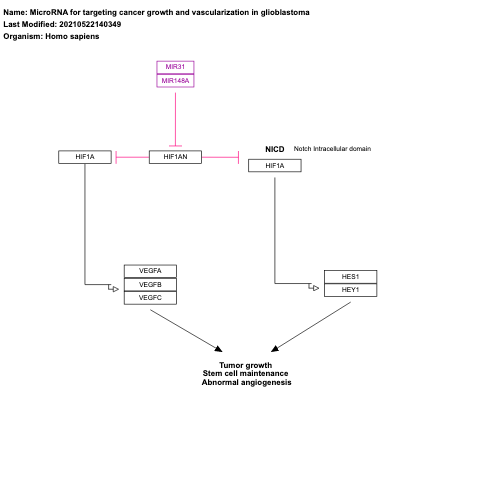 Name: MicroRNA for targeting cancer growth and vascularization in glioblastoma
Last Modified: 20210522140349
Organism: Homo sapiens
MIR31
MIR148A
NICD Notch Intracellular domain
HIF1A HIF1AN
HIF1A
VEGFA
VEGFB
VEGFC
HES1
HEY1
Tumor growth
Stem cell maintenance
Abnormal angiogenesis